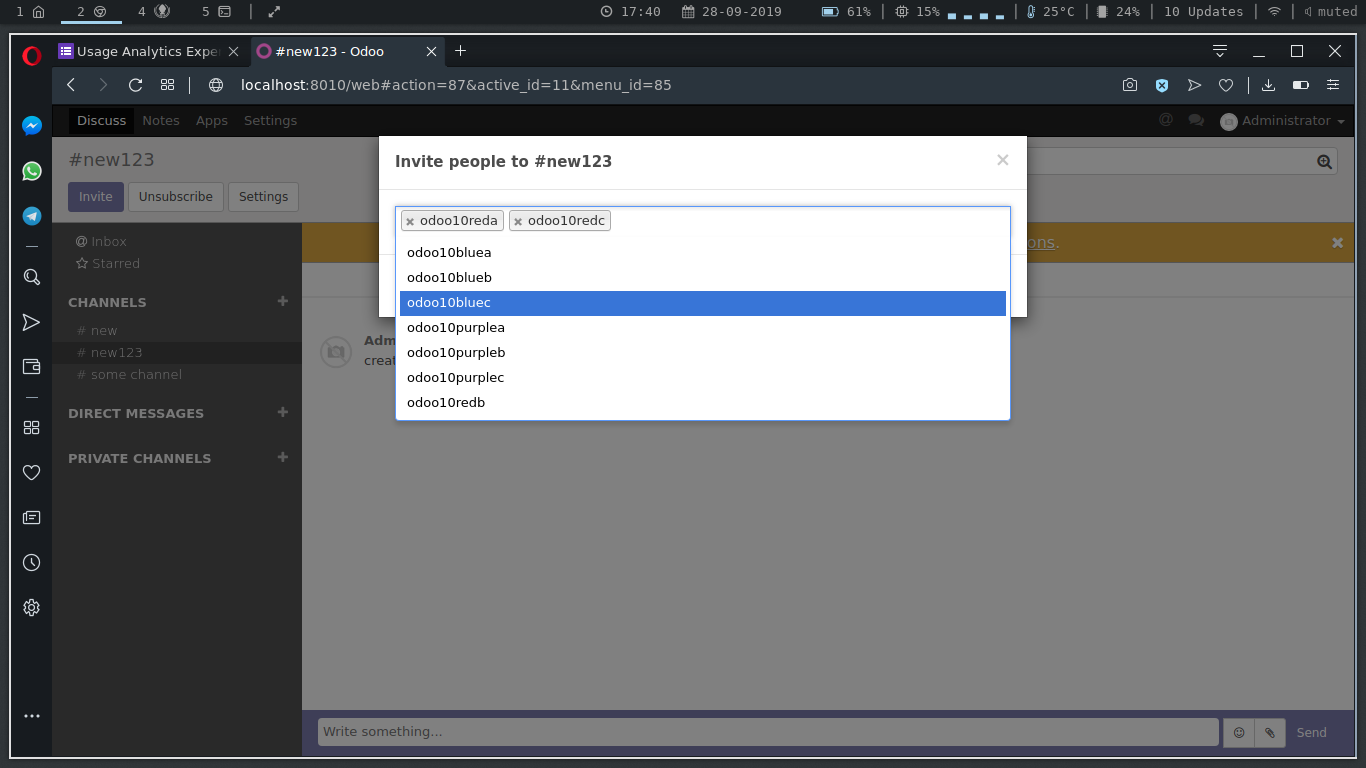 1 2 4 5 17:40 28-09-2019 61% 15% 25°C 24% 10 Updates muted
Usage Analytics Expe
#new123 - Odoo
localhost:8010/web#action=87&active_id=11&menu_id=85
Discuss Notes Apps Settings @ Administrator
#new123
Invite Unsubscribe Settings
Inbox
Starred
CHANNELS +
# new
# new123
# some channel
DIRECT MESSAGES +
PRIVATE CHANNELS +
Invite people to #new123 ×
× odoo10reda × odoo10redc
odoo10bluea
odoo10blueb
odoo10bluec
odoo10purplea
odoo10purpleb
odoo10purplec
odoo10redb
ons. ×
Adm
creat
Write something... Send